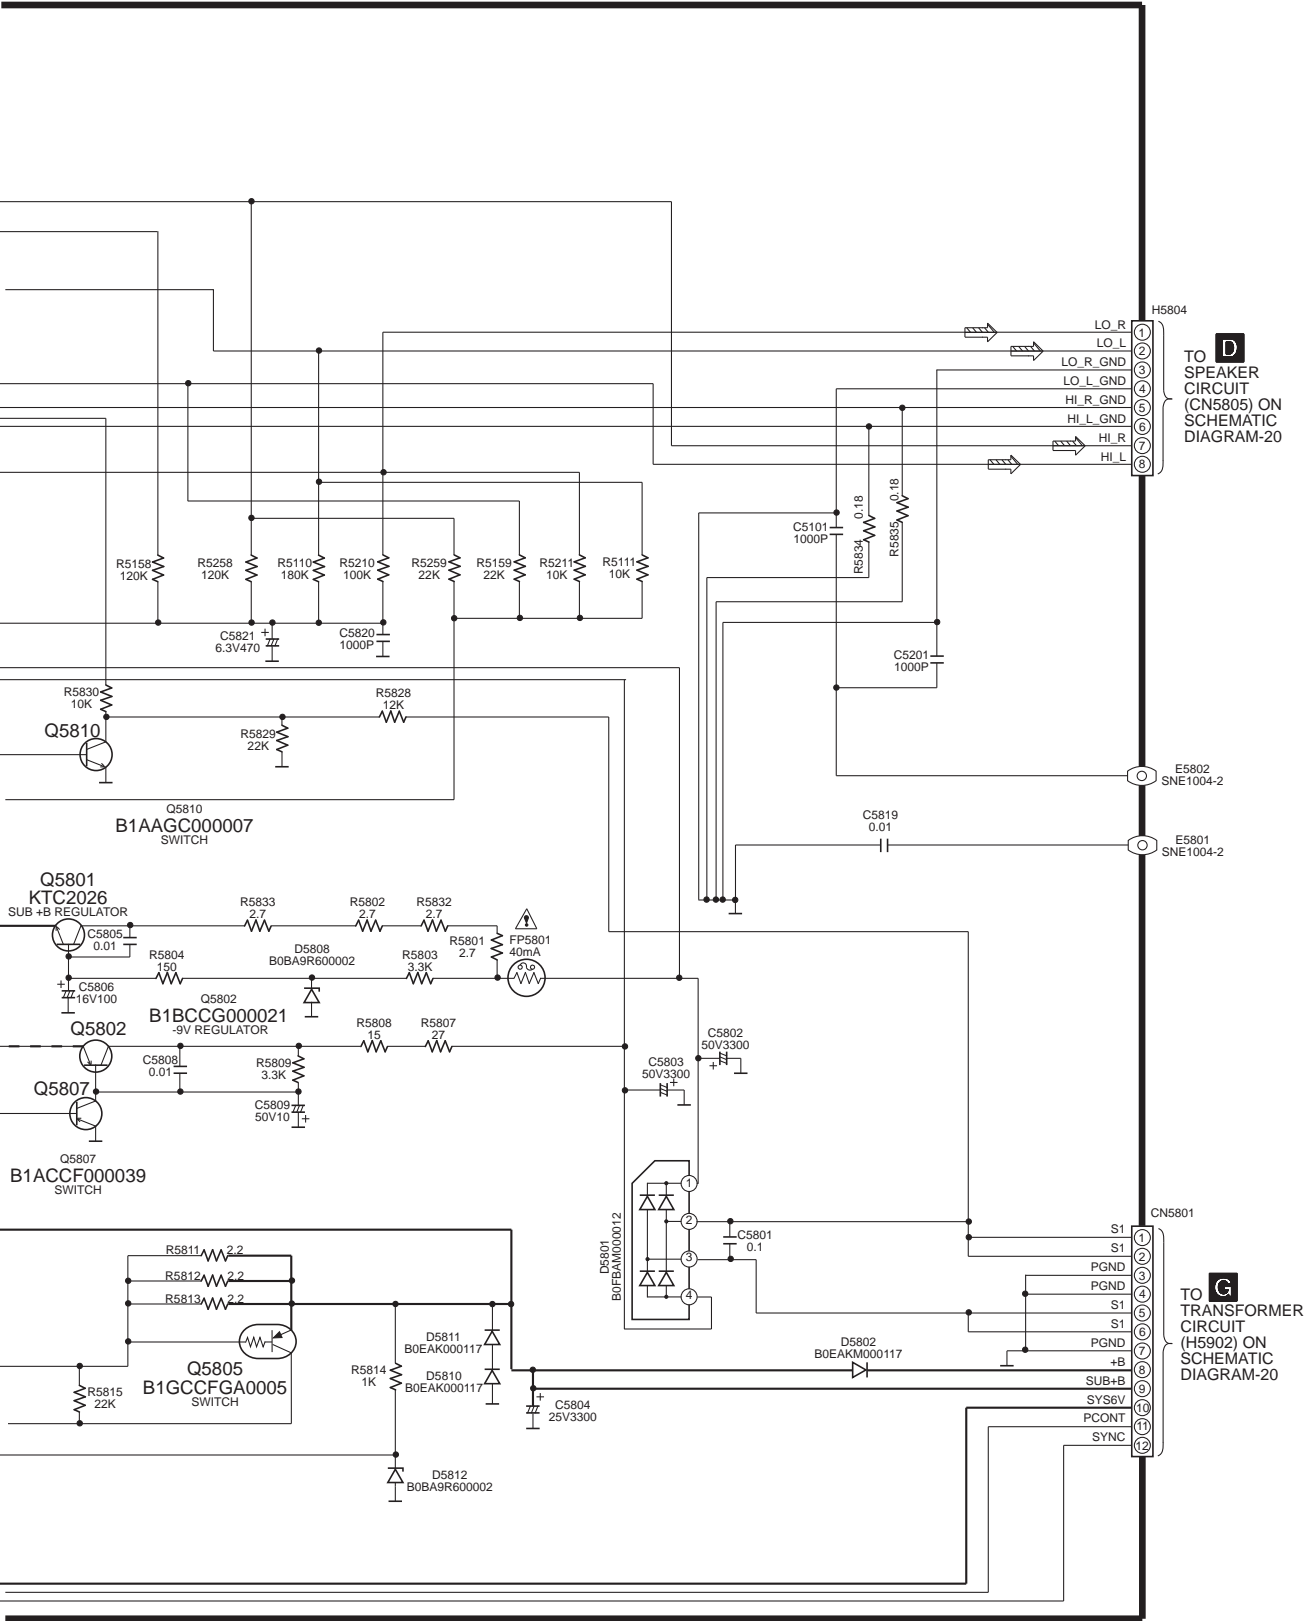 H5804
LO_R
1
LO_L
2
LO_R_GND
3
LO_L_GND
4
HI_R_GND
5
HI_L_GND
6
HI_R
7
HI_L
8
TO D
SPEAKER
CIRCUIT
(CN5805) ON
SCHEMATIC
DIAGRAM-20
R5158
120K
R5258
120K
R5110
180K
R5210
100K
R5259
22K
R5159
22K
R5211
10K
R5111
10K
C5101
1000P
R5834 0.18
R5835 0.18
C5821
6.3V470
+
C5820
1000P
C5201
1000P
R5830
10K
Q5810
R5829
22K
R5828
12K
Q5810
B1AAGC000007
SWITCH
E5802
SNE1004-2
C5819
0.01
E5801
SNE1004-2
Q5801
KTC2026
SUB +B REGULATOR
C5805
0.01
R5833
2.7
R5802
2.7
R5832
2.7
R5801
2.7
FP5801
40mA
R5804
150
D5808
B0BA9R600002
R5803
3.3K
+
C5806
16V100
Q5802
B1BCCG000021
-9V REGULATOR
Q5802
C5808
0.01
R5809
3.3K
R5808
15
R5807
27
C5802
50V3300
+
C5803
50V3300
+
Q5807
C5809
50V10
+
Q5807
B1ACCF000039
SWITCH
D5801
B0FBAM000012
1
2
3
4
C5801
0.1
CN5801
S1
1
S1
2
PGND
3
PGND
4
S1
5
S1
6
PGND
7
+B
8
SUB+B
9
SYS6V
10
PCONT
11
SYNC
12
TO G
TRANSFORMER
CIRCUIT
(H5902) ON
SCHEMATIC
DIAGRAM-20
R5811 2.2
R5812 2.2
R5813 2.2
Q5805
B1GCCFGA0005
SWITCH
R5815
22K
R5814
1K
D5811
B0EAK000117
D5810
B0EAK000117
D5802
B0EAKM000117
+
C5804
25V3300
D5812
B0BA9R600002